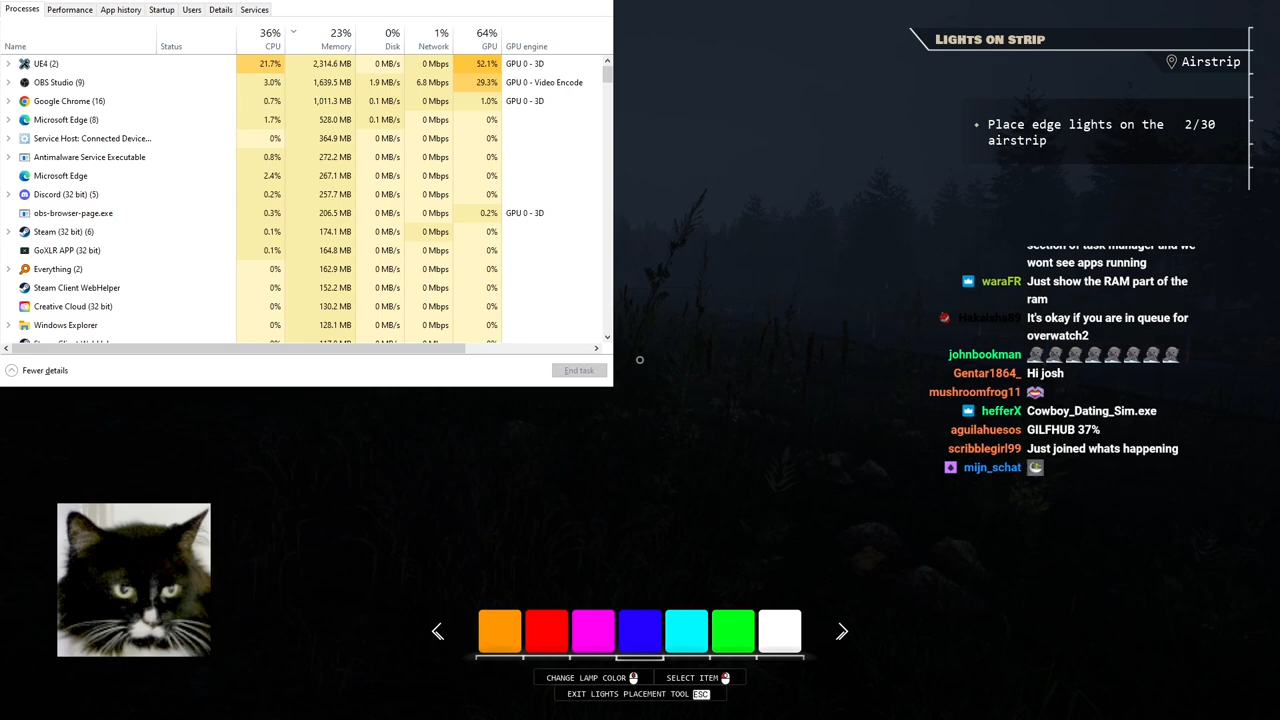 Processes Performance App history Startup Users Details Services
36% 23% 0% 1% 64%
Name Status CPU Memory Disk Network GPU GPU engine
UE4 (2) 21.7% 2,314.6 MB 0 MB/s 0 Mbps 52.1% GPU 0 - 3D
OBS Studio (9) 3.0% 1,639.5 MB 1.9 MB/s 6.8 Mbps 29.3% GPU 0 - Video Encode
Google Chrome (16) 0.7% 1,011.3 MB 0.1 MB/s 0 Mbps 1.0% GPU 0 - 3D
Microsoft Edge (8) 1.7% 528.0 MB 0.1 MB/s 0 Mbps 0%
Service Host: Connected Device... 0% 364.9 MB 0 MB/s 0 Mbps 0%
Antimalware Service Executable 0.8% 272.2 MB 0 MB/s 0 Mbps 0%
Microsoft Edge 2.4% 267.1 MB 0 MB/s 0 Mbps 0%
Discord (32 bit) (5) 0.2% 257.7 MB 0 MB/s 0 Mbps 0%
obs-browser-page.exe 0.3% 206.5 MB 0 MB/s 0 Mbps 0.2% GPU 0 - 3D
Steam (32 bit) (6) 0.1% 174.1 MB 0 MB/s 0 Mbps 0%
GoXLR APP (32 bit) 0.1% 164.8 MB 0 MB/s 0 Mbps 0%
Everything (2) 0% 162.9 MB 0 MB/s 0 Mbps 0%
Steam Client WebHelper 0% 152.2 MB 0 MB/s 0 Mbps 0%
Creative Cloud (32 bit) 0% 130.2 MB 0 MB/s 0 Mbps 0%
Windows Explorer 0% 128.1 MB 0 MB/s 0 Mbps 0%
Fewer details End task
LIGHTS ON STRIP
Airstrip
Place edge lights on the 2/30
airstrip
section of task manager and we
wont see apps running
waraFR Just show the RAM part of the
ram
Hakaisha89 It's okay if you are in queue for
overwatch2
johnbookman
Gentar1864_ Hi josh
mushroomfrog11
hefferX Cowboy_Dating_Sim.exe
aguilahuesos GILFHUB 37%
scribblegirl99 Just joined whats happening
mijn_schat
CHANGE LAMP COLOR SELECT ITEM
EXIT LIGHTS PLACEMENT TOOL ESC